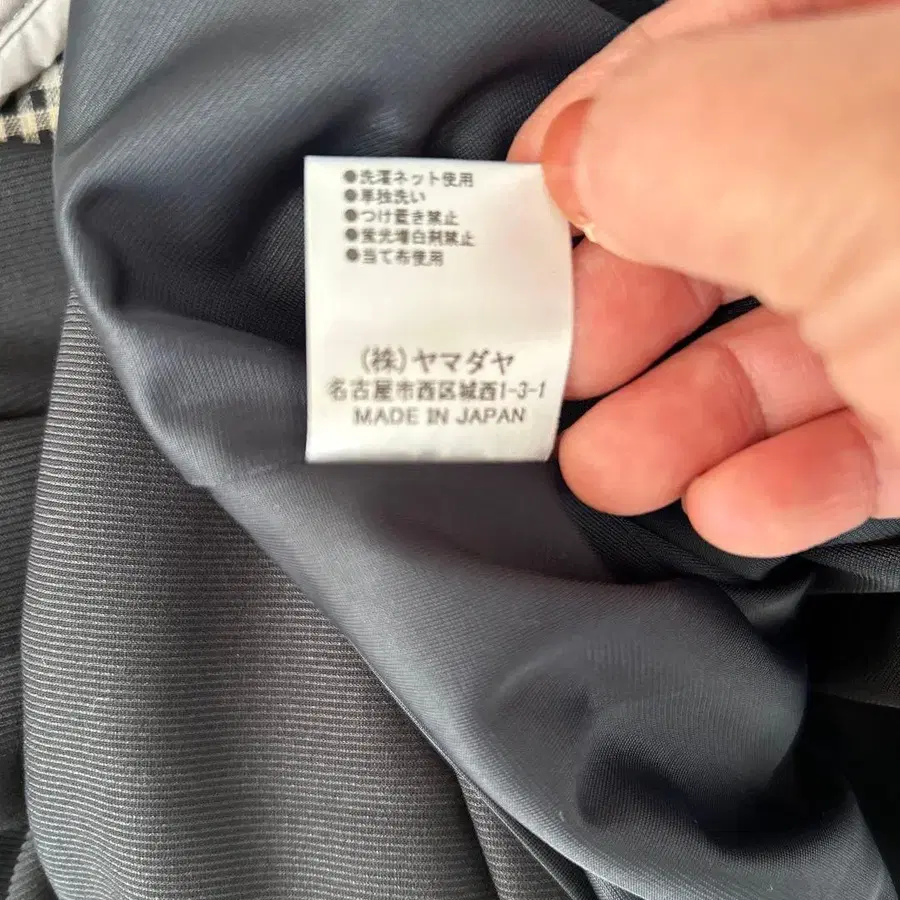 ●洗濯ネット使用
●単独洗い
●つけ置き禁止
●蛍光増白剤禁止
●当て布使用
(株)ヤマダヤ
名古屋市西区城西1-3-1
MADE IN JAPAN